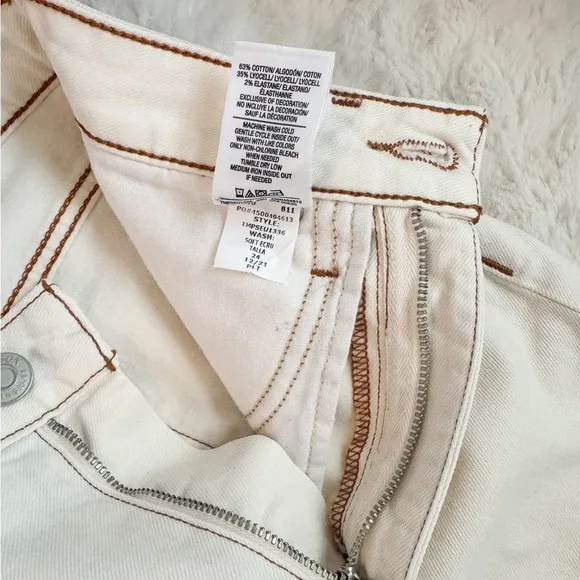 63% COTTON/ ALGODÓN/ COTON
35% LYOCELL/ LYOCELL/ LYOCELL
2% ELASTANE/ ELASTANO/
ÉLASTHANNE
EXCLUSIVE OF DECORATION/
NO INCLUYE LA DECORACIÓN/
SAUF LA DÉCORATION
MACHINE WASH COLD
GENTLE CYCLE INSIDE OUT/
WASH WITH LIKE COLORS
ONLY NON-CHLORINE BLEACH
WHEN NEEDED
TUMBLE DRY LOW
MEDIUM IRON INSIDE OUT
IF NEEDED
811
PO#4500404613
STYLE:
TMPSEU1336
WASH:
SOFT ECRU
TALLA
24
12/21
PLT